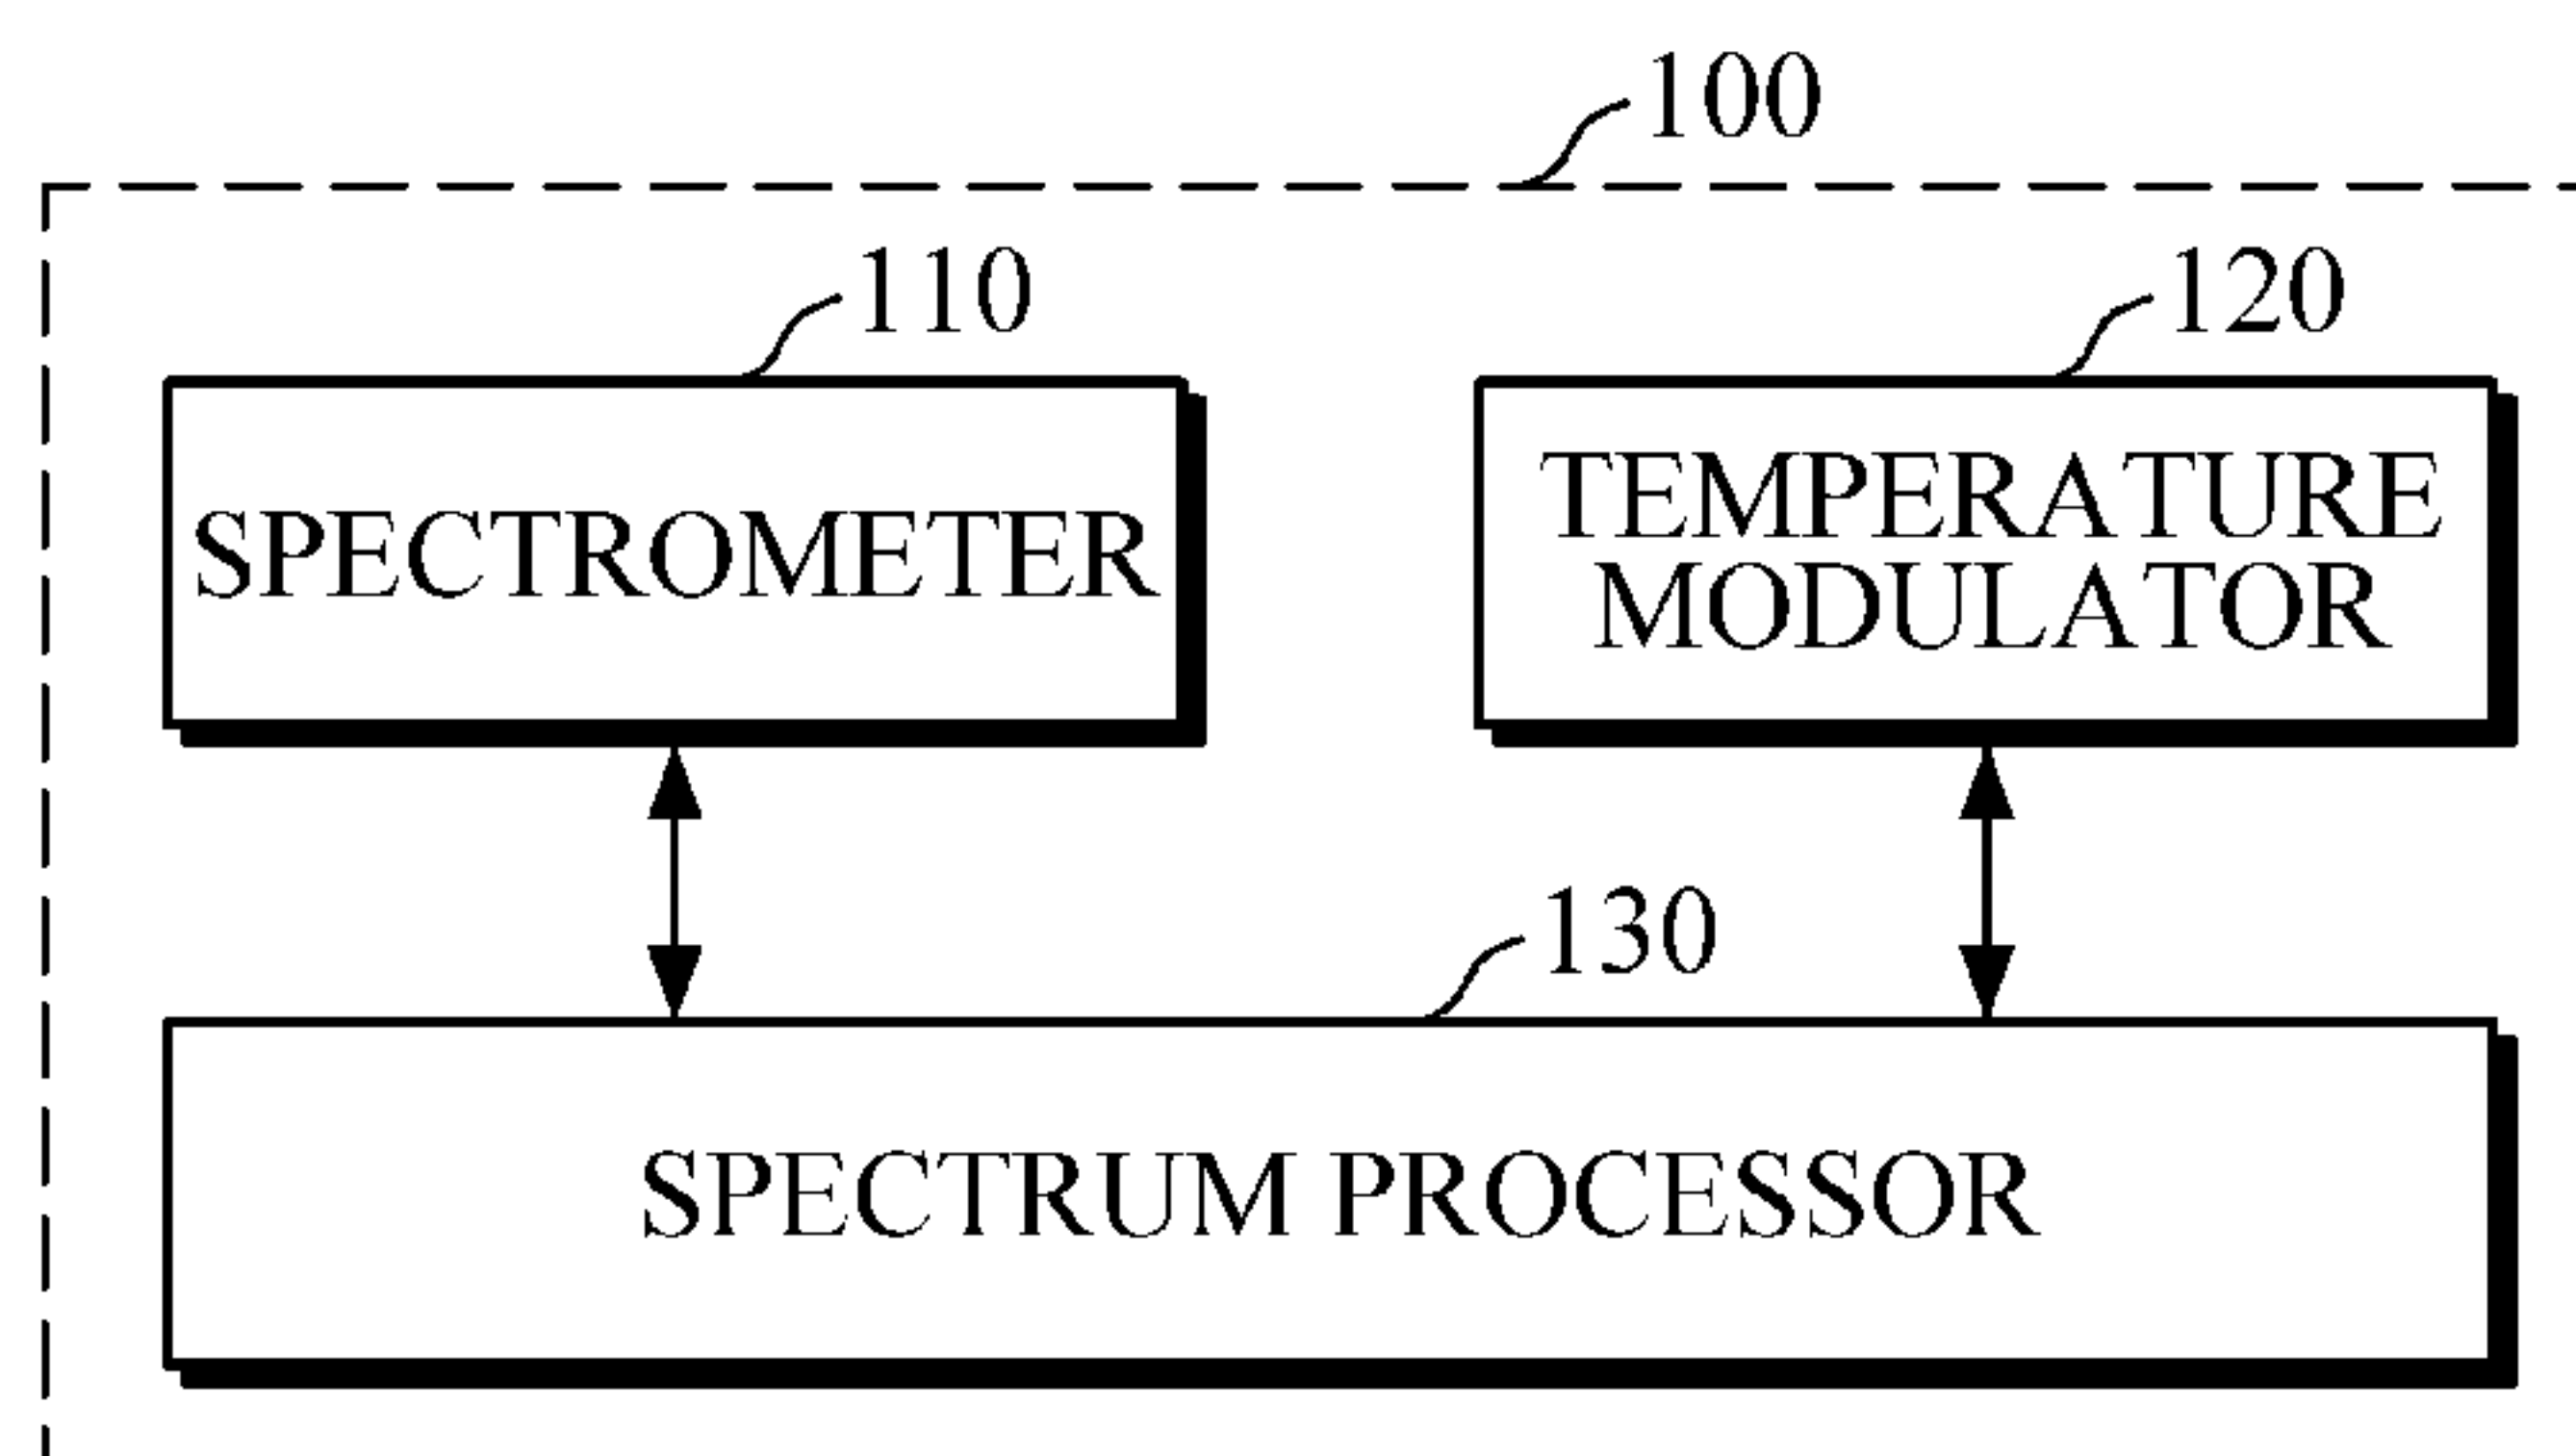 100
110
120
SPECTROMETER
TEMPERATURE
MODULATOR
130
SPECTRUM PROCESSOR